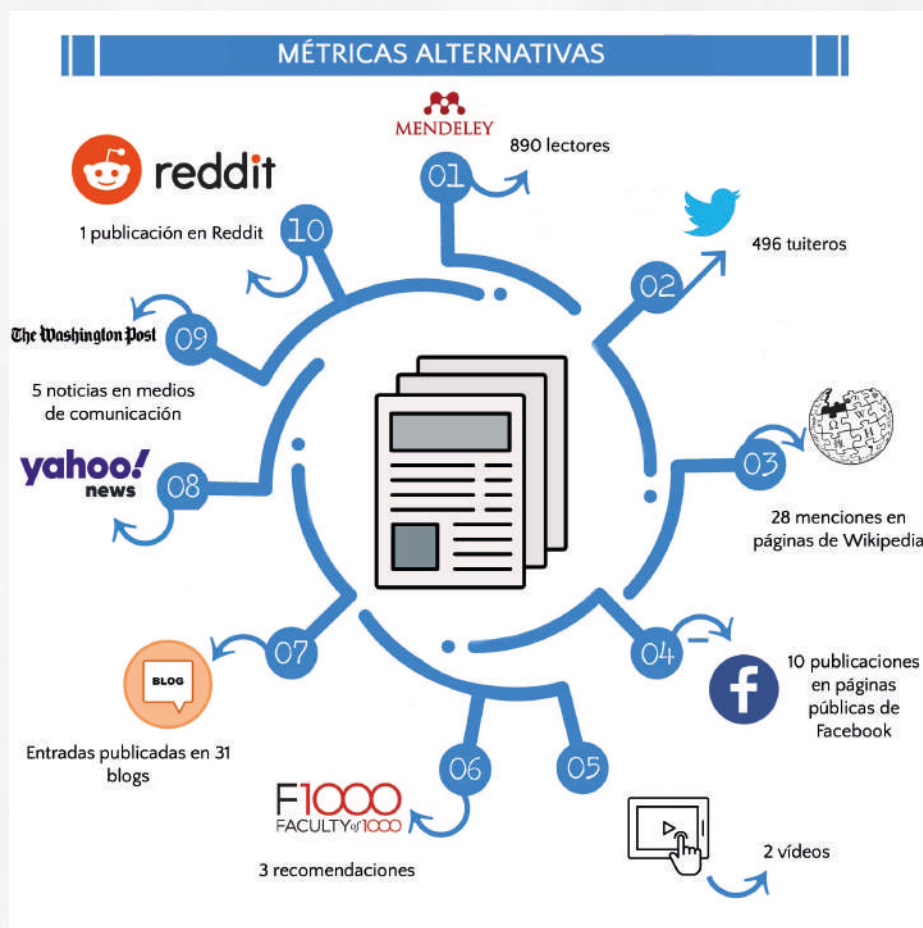 MÉTRICAS ALTERNATIVAS
MENDELEY
01
890 lectores
02
496 tuiteros
03
28 menciones en
páginas de Wikipedia
04
f
10 publicaciones
en páginas
públicas de
Facebook
05
2 vídeos
06
F1000
FACULTY of 1000
3 recomendaciones
07
BLOG
Entradas publicadas en 31
blogs
08
yahoo!
news
09
The Washington Post
5 noticias en medios
de comunicación
10
reddit
1 publicación en Reddit